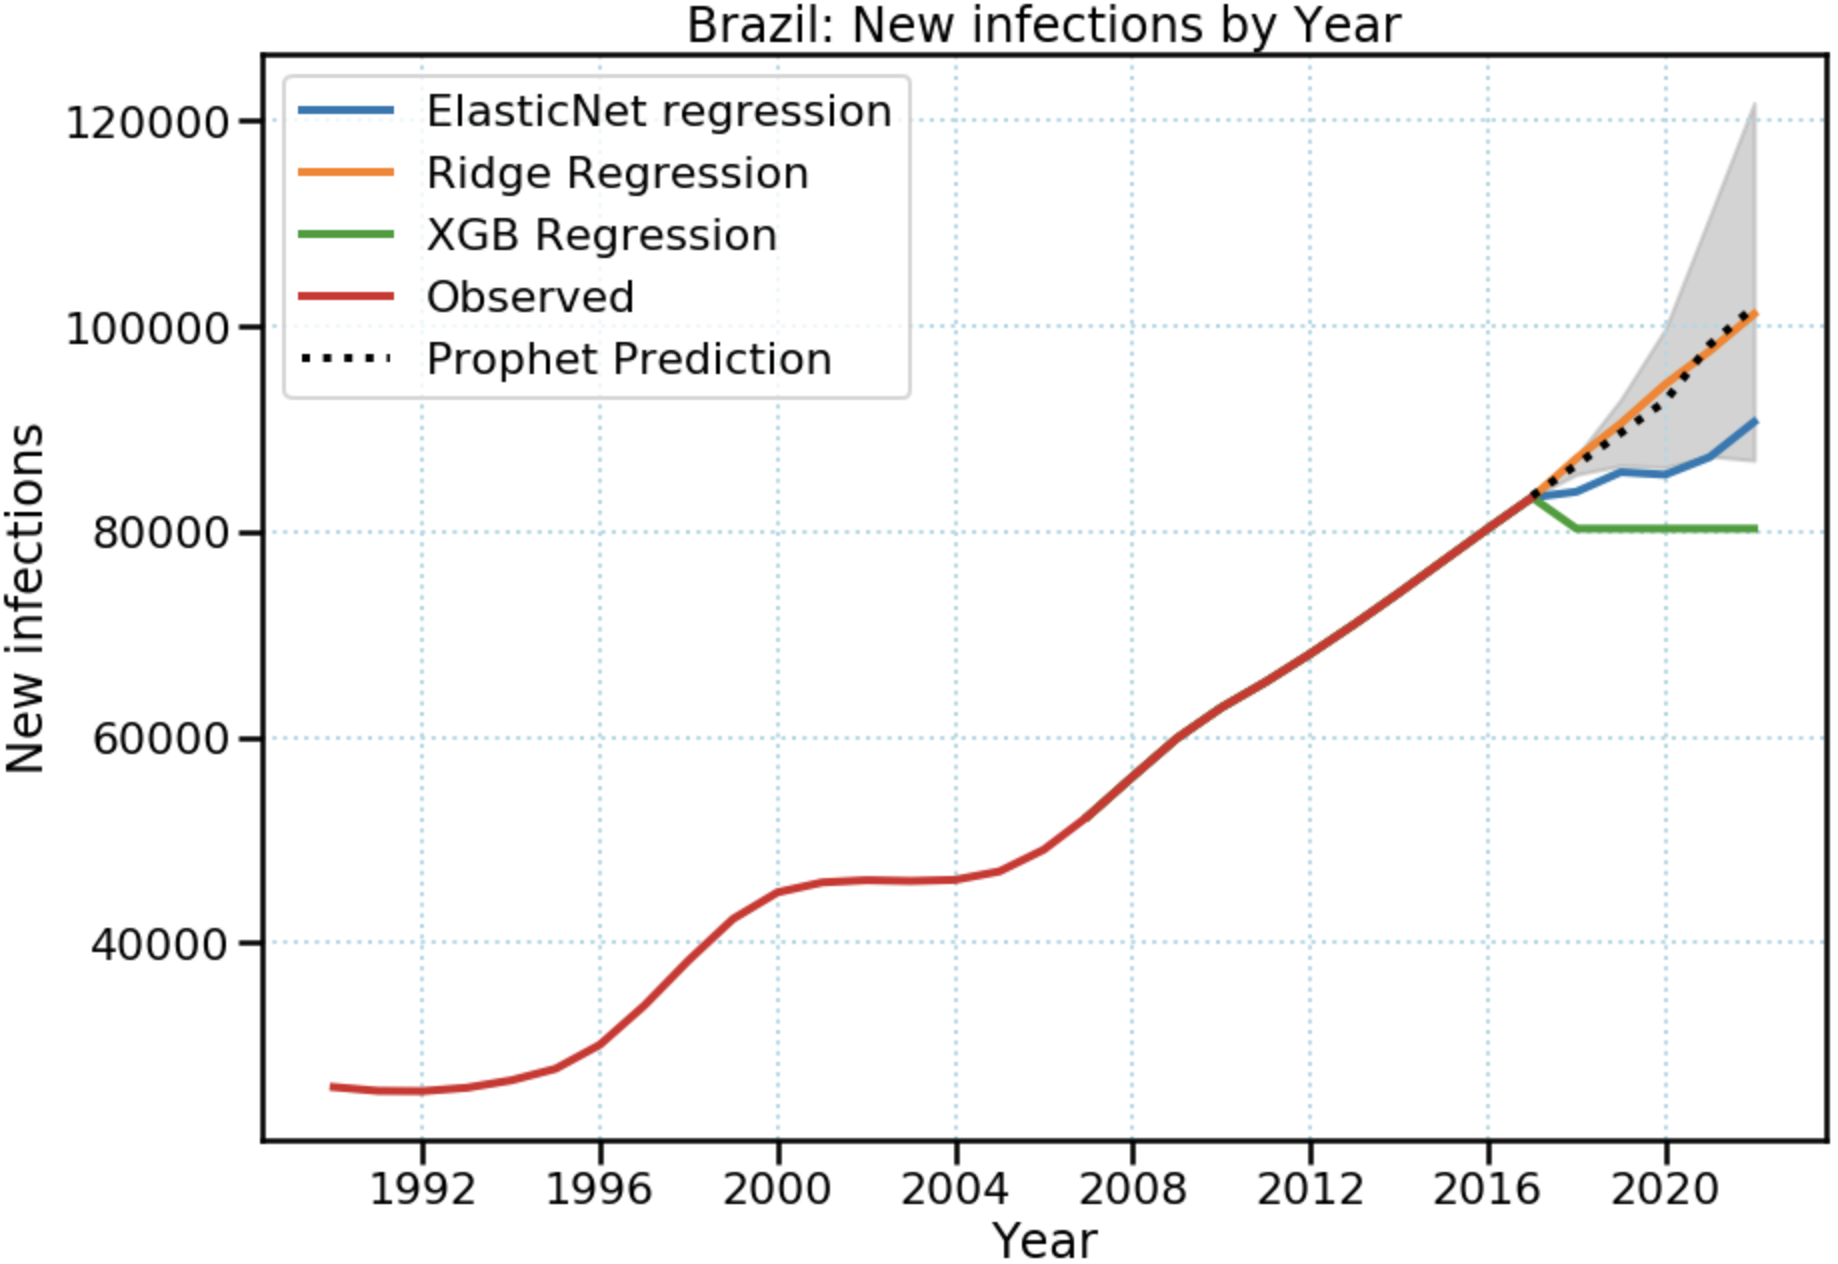 Brazil: New infections by Year
ElasticNet regression
Ridge Regression
XGB Regression
Observed
Prophet Prediction
New infections
120000
100000
80000
60000
40000
1992 1996 2000 2004 2008 2012 2016 2020
Year